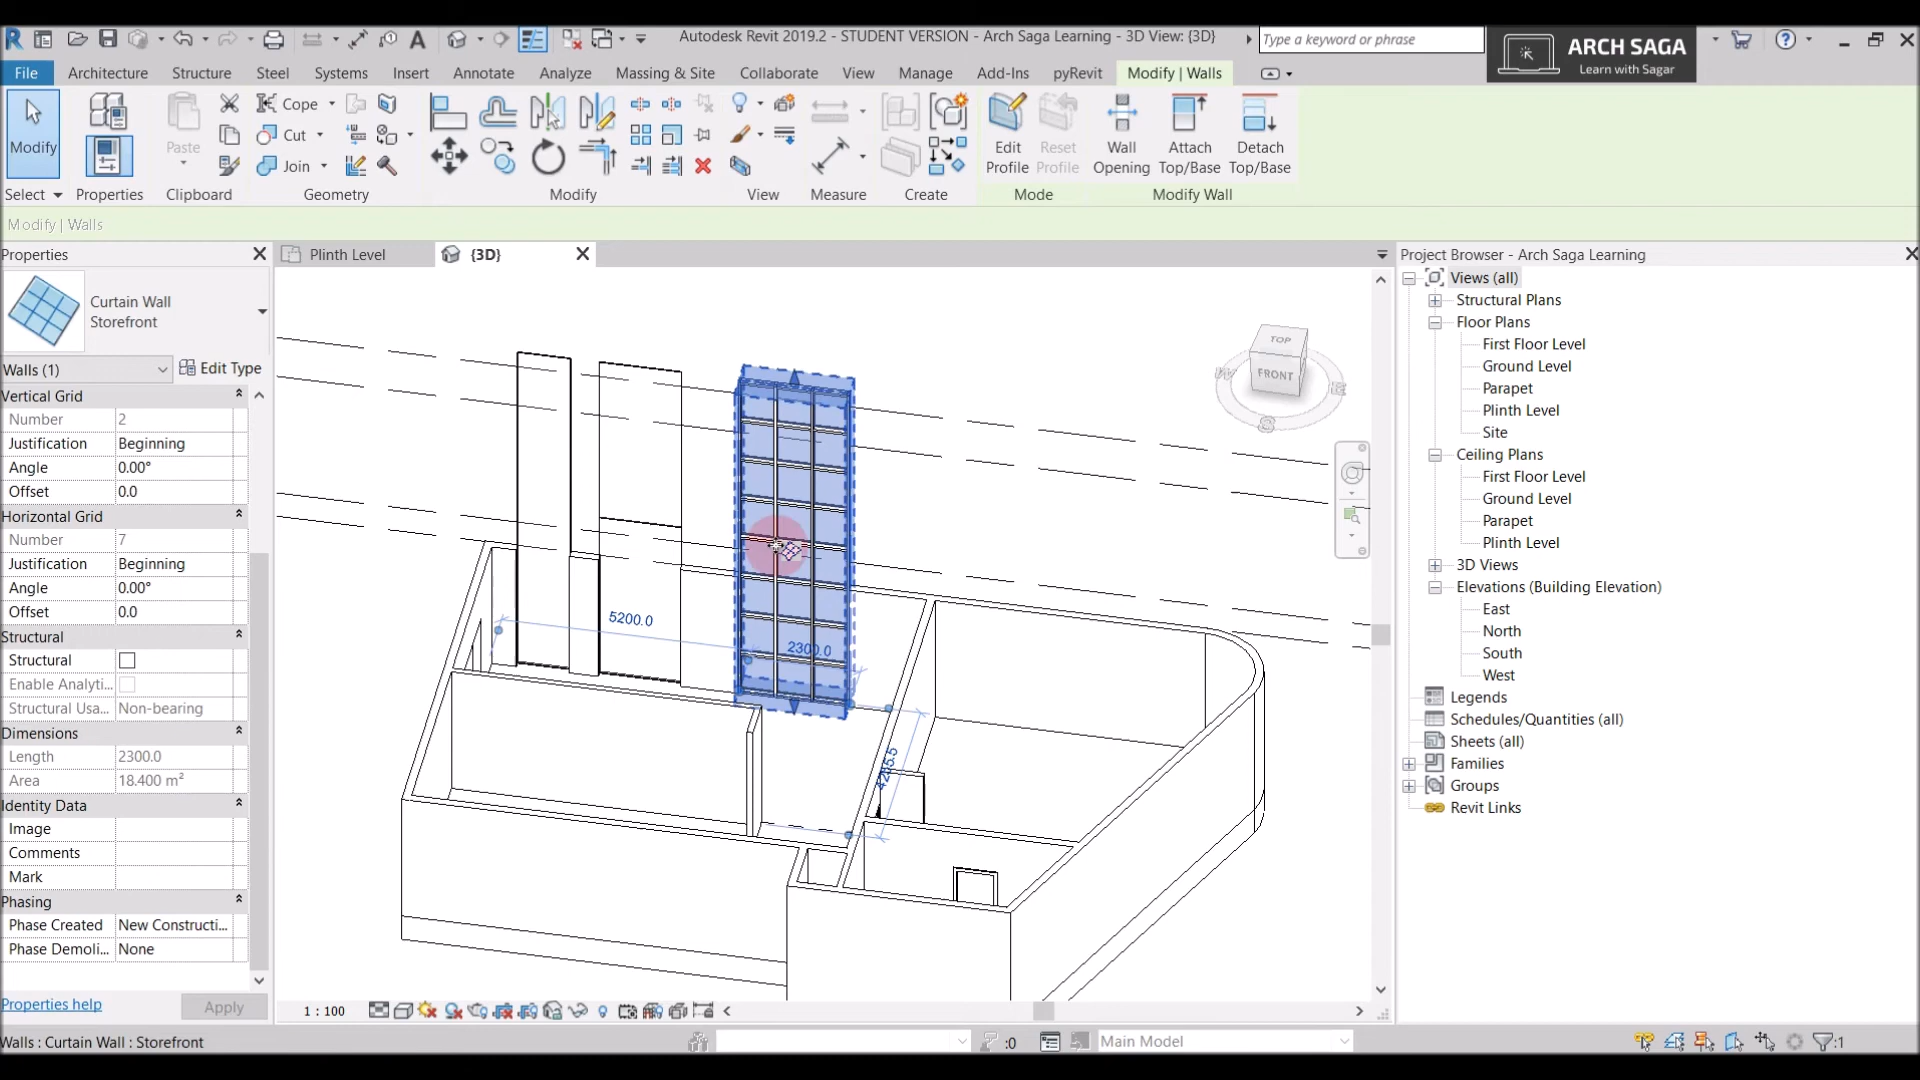 Autodesk Revit 2019.2 - STUDENT VERSION - Arch Saga Learning - 3D View: {3D}
Type a keyword or phrase
ARCH SAGA
Learn with Sagar
File
Architecture
Structure
Steel
Systems
Insert
Annotate
Analyze
Massing & Site
Collaborate
View
Manage
Add-Ins
pyRevit
Modify | Walls
Modify
Paste
Cope
Cut
Join
Edit
Profile
Reset
Profile
Wall
Opening
Attach
Top/Base
Detach
Top/Base
Select
Properties
Clipboard
Geometry
Modify
View
Measure
Create
Mode
Modify Wall
Modify | Walls
Properties
Plinth Level
{3D}
Project Browser - Arch Saga Learning
Curtain Wall
Storefront
Walls (1)
Edit Type
Vertical Grid
Number 2
Justification Beginning
Angle 0.00°
Offset 0.0
Horizontal Grid
Number 7
Justification Beginning
Angle 0.00°
Offset 0.0
Structural
Structural
Enable Analyti...
Structural Usa... Non-bearing
Dimensions
Length 2300.0
Area 18.400 m²
Identity Data
Image
Comments
Mark
Phasing
Phase Created New Constructi...
Phase Demoli... None
Properties help
Apply
TOP
FRONT
W
E
S
5200.0
2300.0
Views (all)
Structural Plans
Floor Plans
First Floor Level
Ground Level
Parapet
Plinth Level
Site
Ceiling Plans
First Floor Level
Ground Level
Parapet
Plinth Level
3D Views
Elevations (Building Elevation)
East
North
South
West
Legends
Schedules/Quantities (all)
Sheets (all)
Families
Groups
Revit Links
1 : 100
Walls : Curtain Wall : Storefront
:0
Main Model
:1